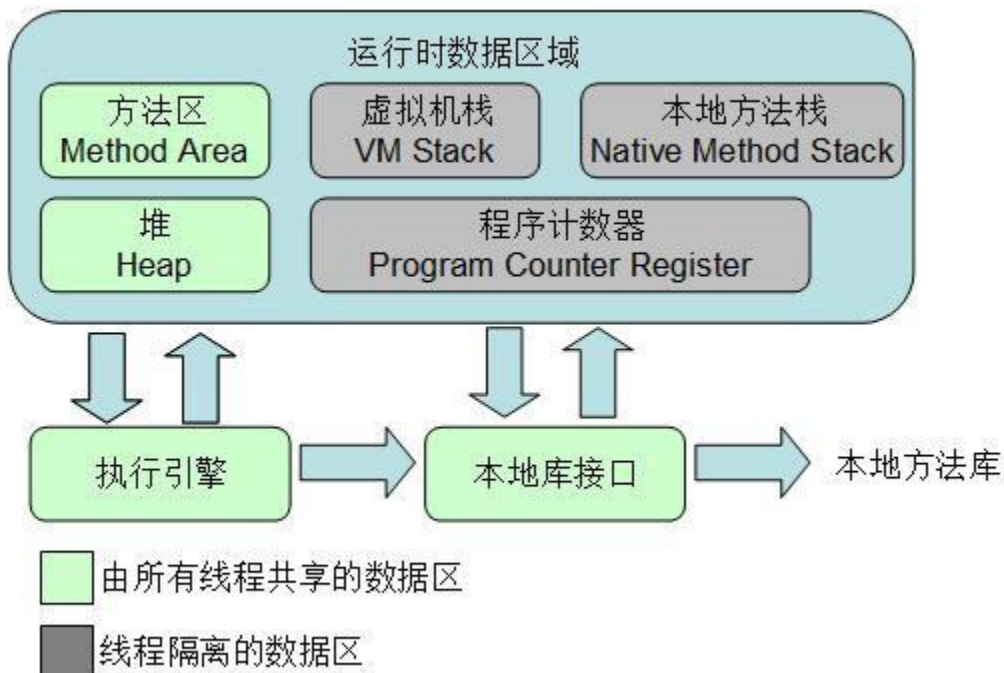 运行时数据区域
方法区
Method Area
虚拟机栈
VM Stack
本地方法栈
Native Method Stack
堆
Heap
程序计数器
Program Counter Register
执行引擎
本地库接口
本地方法库
由所有线程共享的数据区
线程隔离的数据区